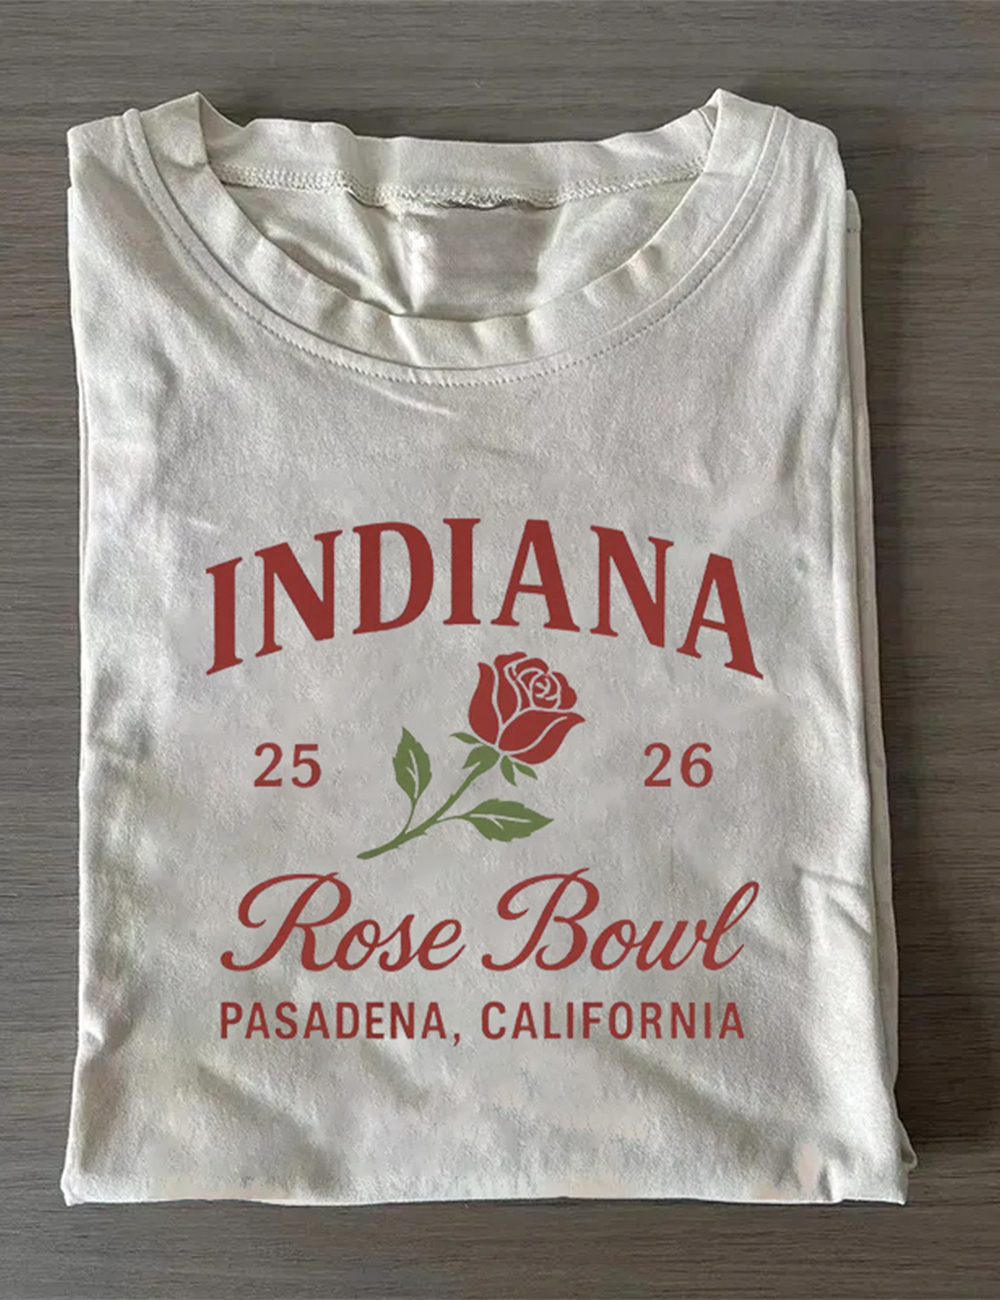 INDIANA
25 26
Rose Bowl
PASADENA, CALIFORNIA